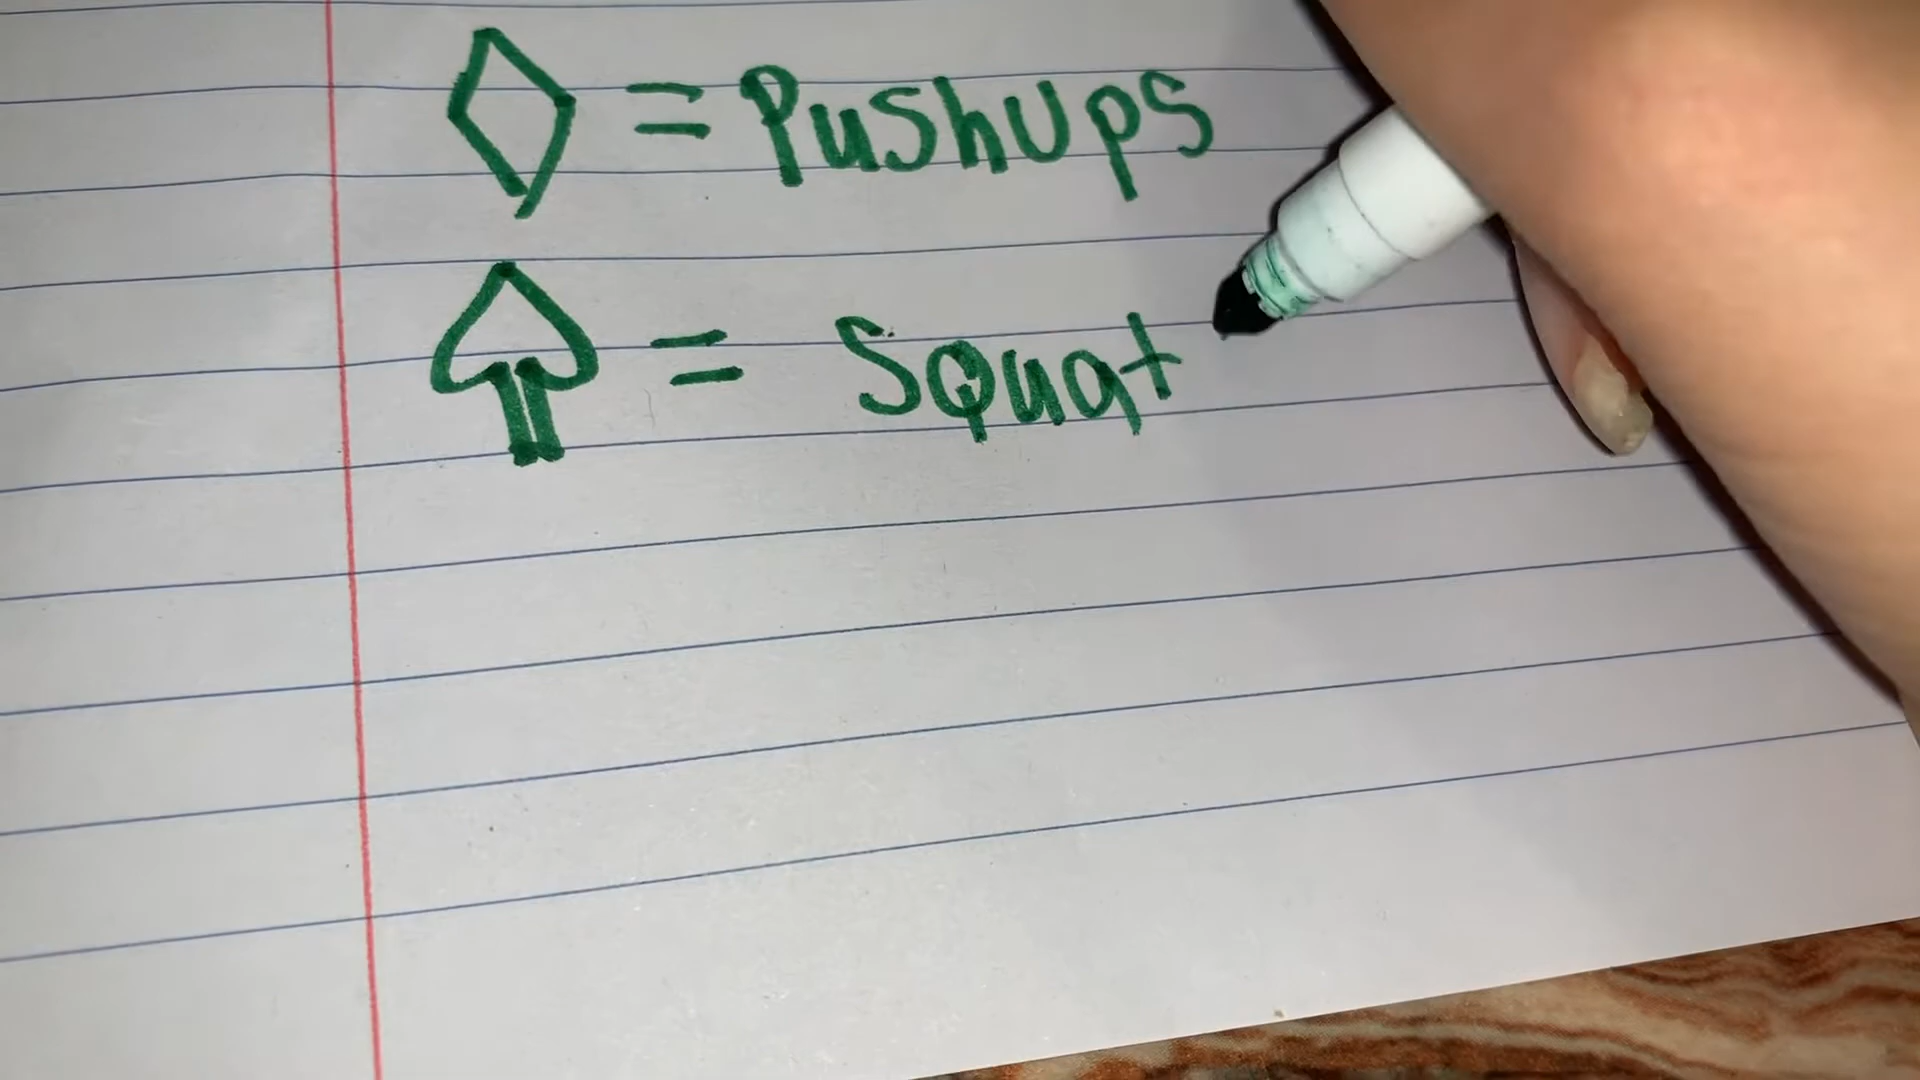 ◇ = Pushups
♤ = Squat